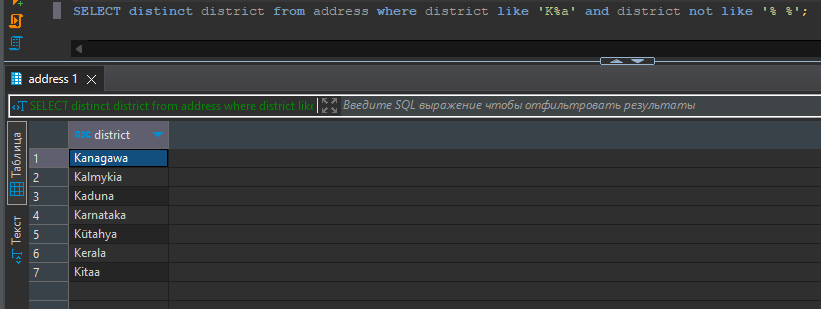 SELECT distinct district from address where district like 'K%a' and district not like '% %';
address 1
SELECT distinct district from address where district like Введите SQL выражение чтобы отфильтровать результаты
Таблица
Текст
district
1 Kanagawa
2 Kalmykia
3 Kaduna
4 Karnataka
5 Kütahya
6 Kerala
7 Kitaa